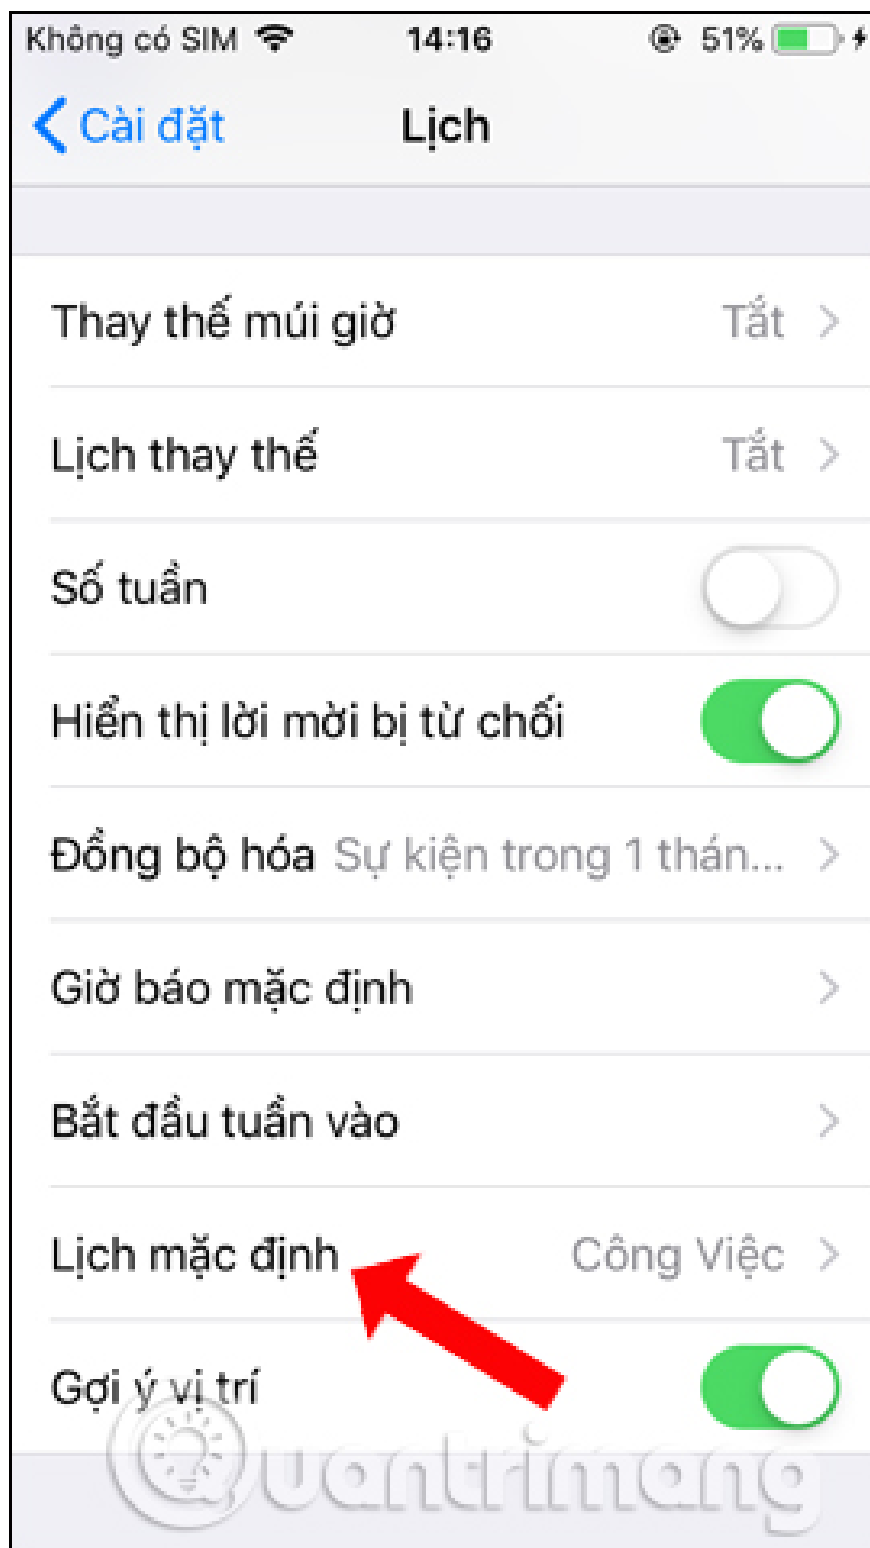 Không có SIM 14:16 51%
Cài đặt Lịch
Thay thế múi giờ Tắt
Lịch thay thế Tắt
Số tuần
Hiển thị lời mời bị từ chối
Đồng bộ hóa Sự kiện trong 1 thán...
Giờ báo mặc định
Bắt đầu tuần vào
Lịch mặc định Công Việc
Gợi ý vị trí
Quantrimang